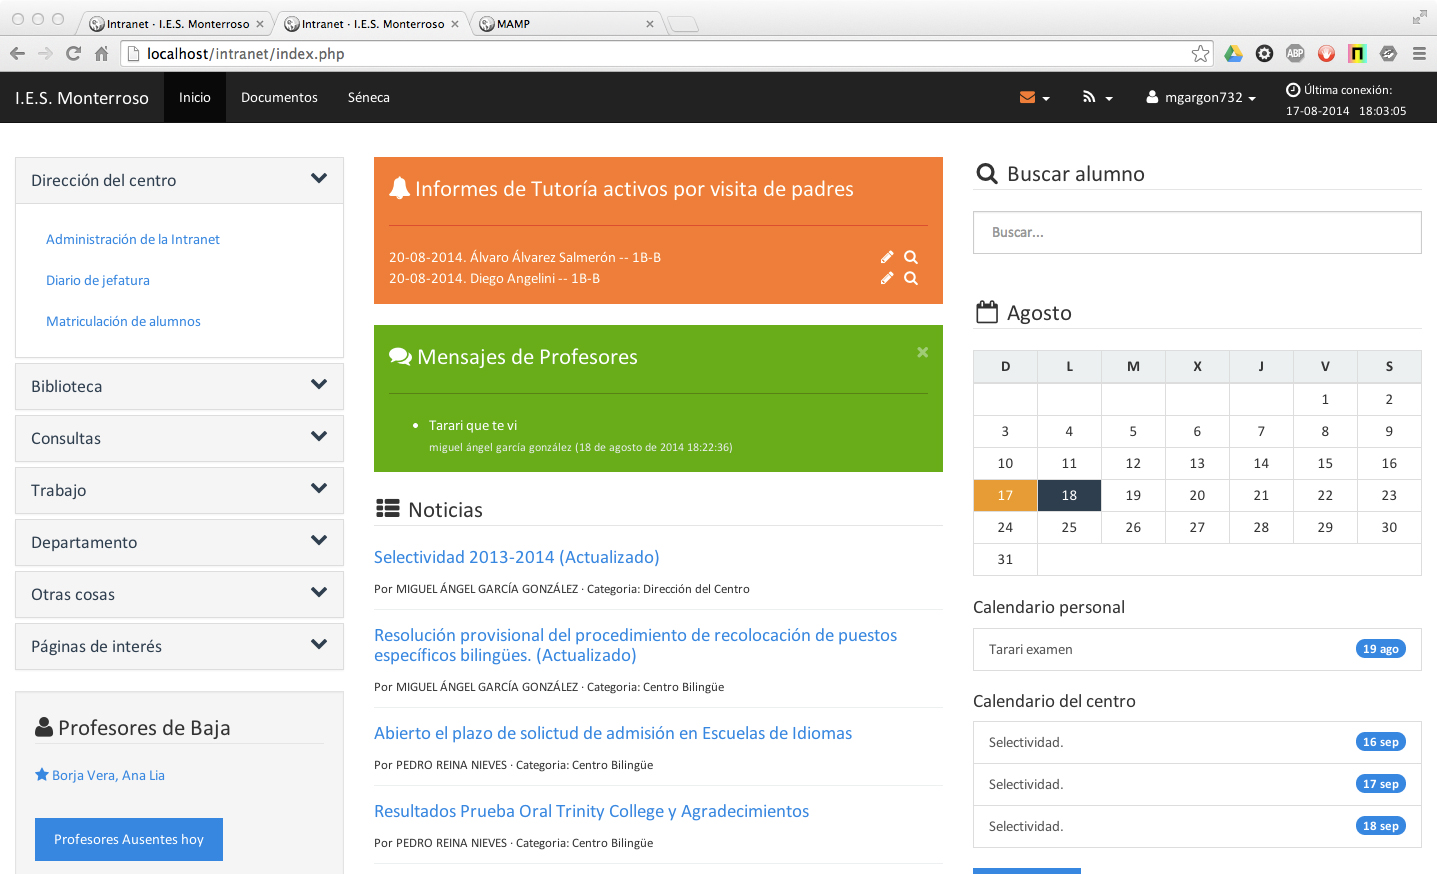 Intranet · I.E.S. Monterroso
Intranet · I.E.S. Monterroso
MAMP
localhost/intranet/index.php
ABP
I.E.S. Monterroso
Inicio
Documentos
Séneca
mgargon732
Última conexión:
17-08-2014 18:03:05
Dirección del centro
Administración de la Intranet
Diario de jefatura
Matriculación de alumnos
Biblioteca
Consultas
Trabajo
Departamento
Otras cosas
Páginas de interés
Profesores de Baja
Borja Vera, Ana Lia
Profesores Ausentes hoy
Informes de Tutoría activos por visita de padres
20-08-2014. Álvaro Álvarez Salmerón -- 1B-B
20-08-2014. Diego Angelini -- 1B-B
Mensajes de Profesores
Tarari que te vi
miguel ángel garcía gonzález (18 de agosto de 2014 18:22:36)
Noticias
Selectividad 2013-2014 (Actualizado)
Por MIGUEL ÁNGEL GARCÍA GONZÁLEZ · Categoria: Dirección del Centro
Resolución provisional del procedimiento de recolocación de puestos
específicos bilingües. (Actualizado)
Por MIGUEL ÁNGEL GARCÍA GONZÁLEZ · Categoria: Centro Bilingüe
Abierto el plazo de solictud de admisión en Escuelas de Idiomas
Por PEDRO REINA NIEVES · Categoria: Centro Bilingüe
Resultados Prueba Oral Trinity College y Agradecimientos
Por PEDRO REINA NIEVES · Categoria: Centro Bilingüe
Buscar alumno
Buscar...
Agosto
D L M X J V S
1 2
3 4 5 6 7 8 9
10 11 12 13 14 15 16
17 18 19 20 21 22 23
24 25 26 27 28 29 30
31
Calendario personal
Tarari examen 19 ago
Calendario del centro
Selectividad. 16 sep
Selectividad. 17 sep
Selectividad. 18 sep